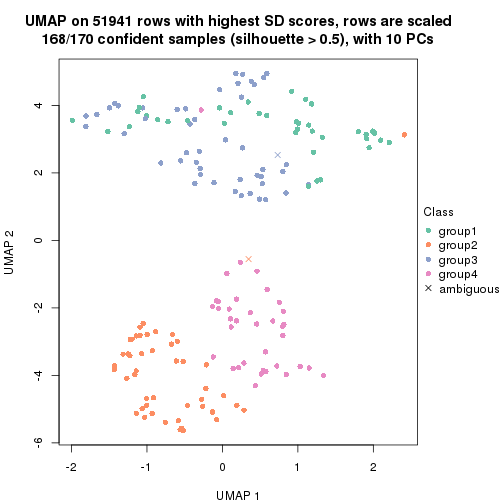 UMAP on 51941 rows with highest SD scores, rows are scaled
168/170 confident samples (silhouette > 0.5), with 10 PCs
4
2
0
-2
-4
-6
UMAP 2
-2
-1
0
1
2
UMAP 1
Class
group1
group2
group3
group4
ambiguous